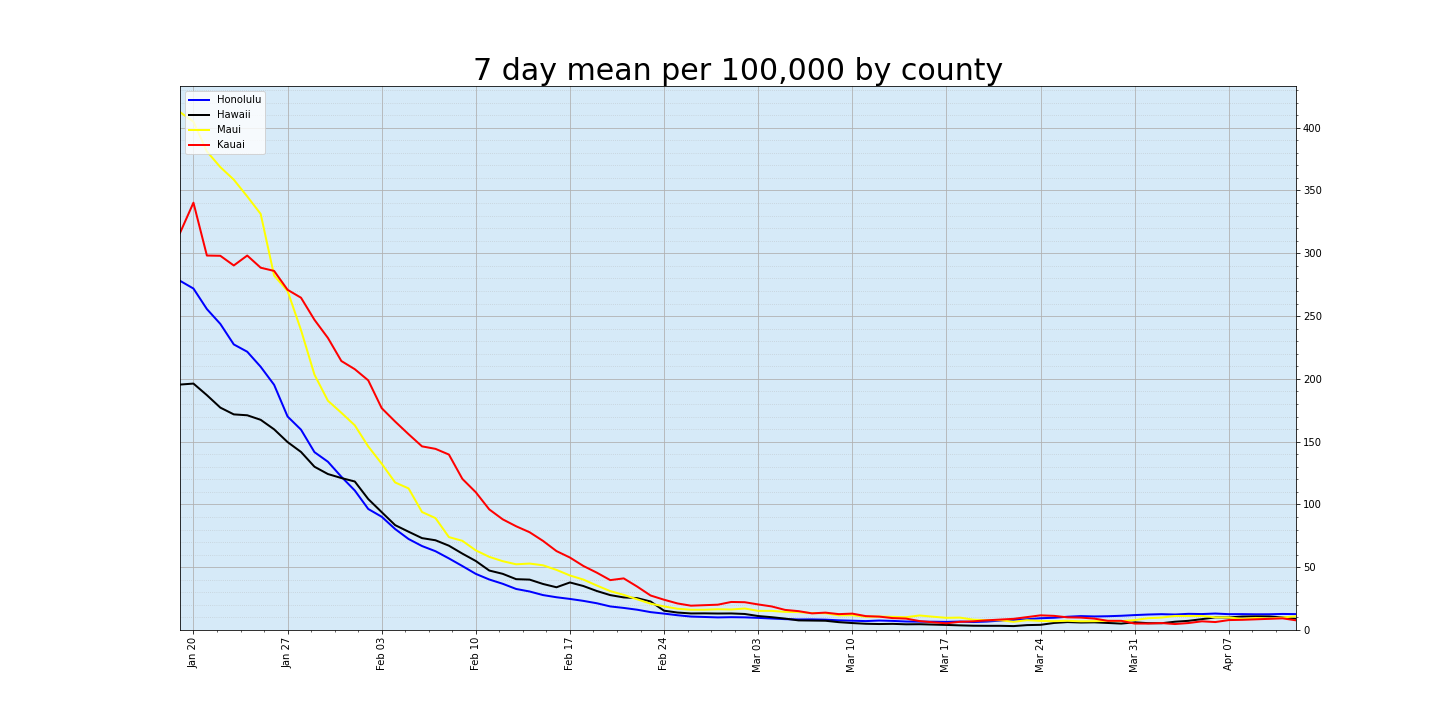 7 day mean per 100,000 by county
Honolulu
Hawaii
Maui
Kauai
400
350
300
250
200
150
100
50
0
Jan 20
Jan 27
Feb 03
Feb 10
Feb 17
Feb 24
Mar 03
Mar 10
Mar 17
Mar 24
Mar 31
Apr 07